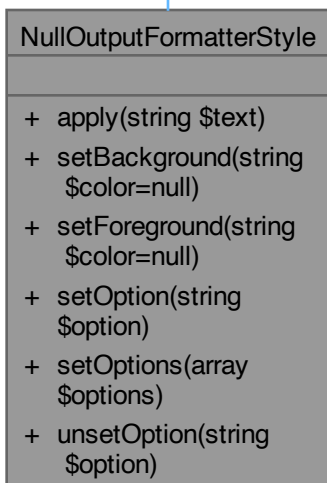 NullOutputFormatterStyle
+ apply(string $text)
+ setBackground(string
$color=null)
+ setForeground(string
$color=null)
+ setOption(string
$option)
+ setOptions(array
$options)
+ unsetOption(string
$option)